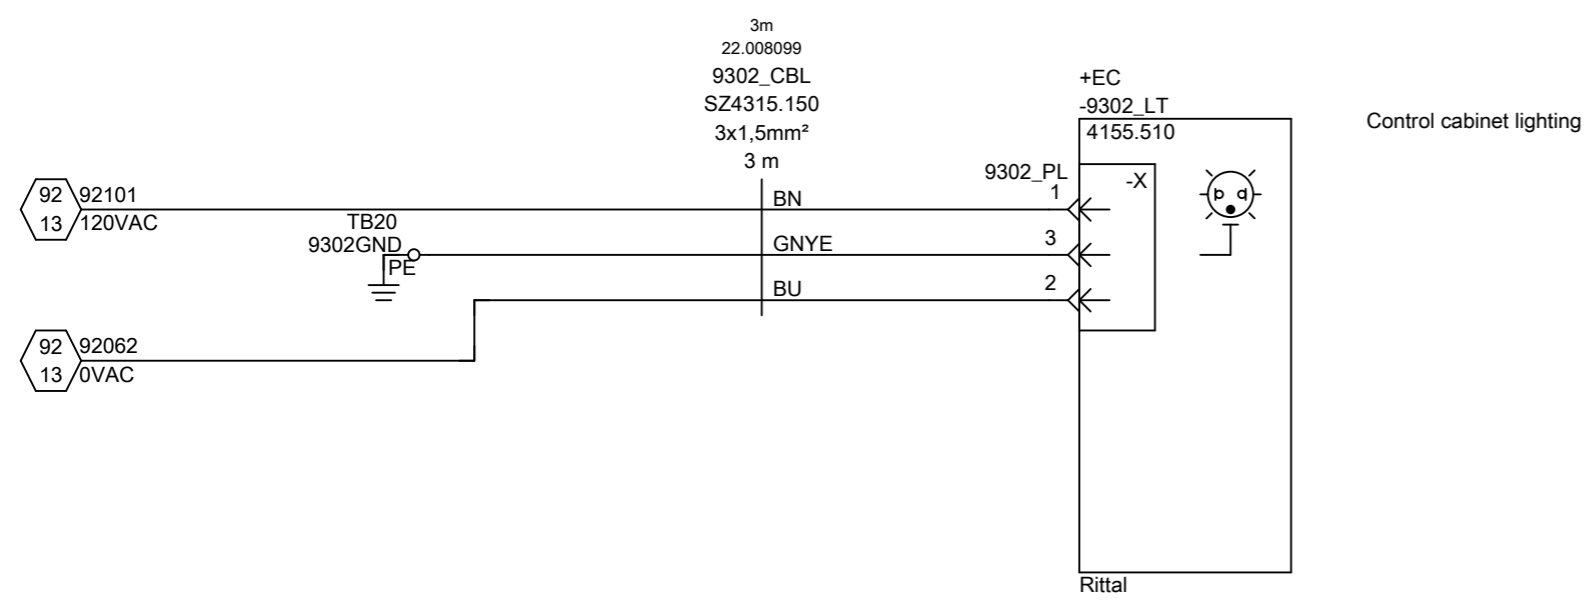 3m
22.008099
9302_CBL
SZ4315.150
3x1,5mm²
3 m
+EC
-9302_LT
4155.510
Control cabinet lighting
9302_PL
-X
92
13
92101
120VAC
BN
1
TB20
9302GND
PE
GNYE
3
BU
2
92
13
92062
0VAC
Rittal